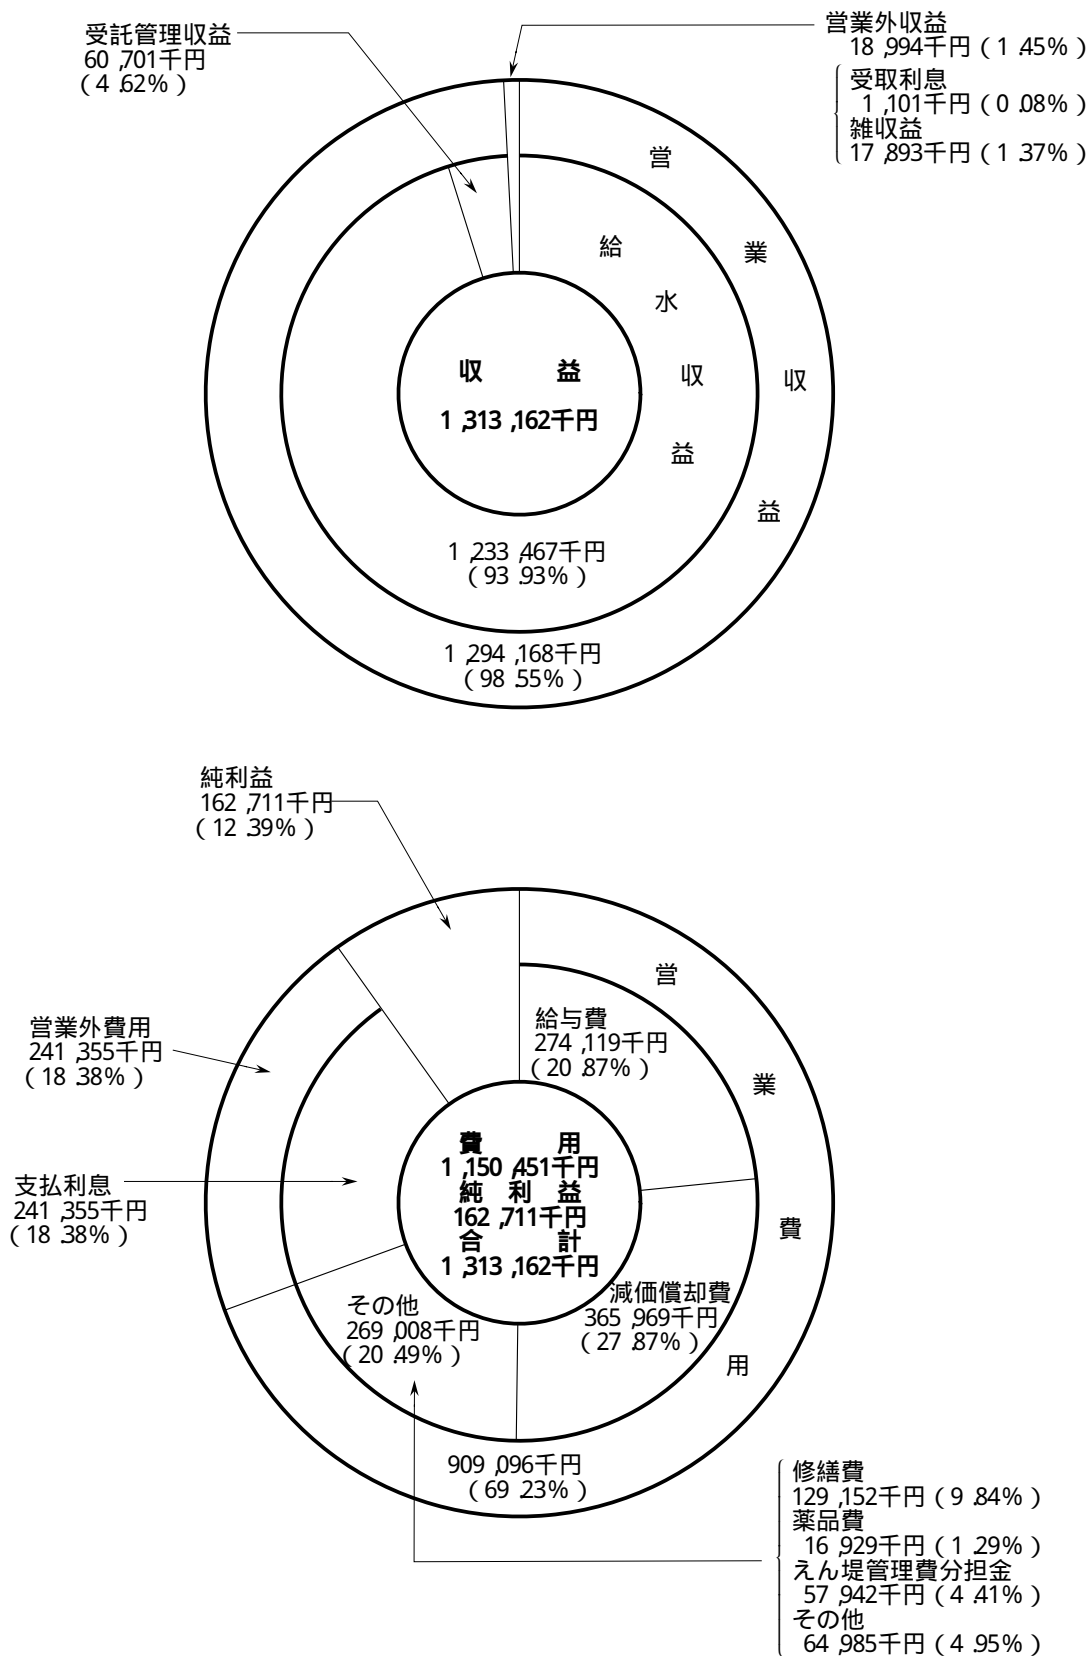 受託管理収益
60,701千円
(4.62%)
営業外収益
18,994千円(1.45%)
受取利息
1,101千円(0.08%)
雑収益
17,893千円(1.37%)
営業収益
給水収益
収 益
1,313,162千円
1,233,467千円
(93.93%)
1,294,168千円
(98.55%)
純利益
162,711千円
(12.39%)
営業費用
給与費
274,119千円
(20.87%)
営業外費用
241,355千円
(18.38%)
費 用
1,150,451千円
純 利 益
162,711千円
合 計
1,313,162千円
支払利息
241,355千円
(18.38%)
減価償却費
365,969千円
(27.87%)
その他
269,008千円
(20.49%)
909,096千円
(69.23%)
修繕費
129,152千円(9.84%)
薬品費
16,929千円(1.29%)
えん堤管理費分担金
57,942千円(4.41%)
その他
64,985千円(4.95%)